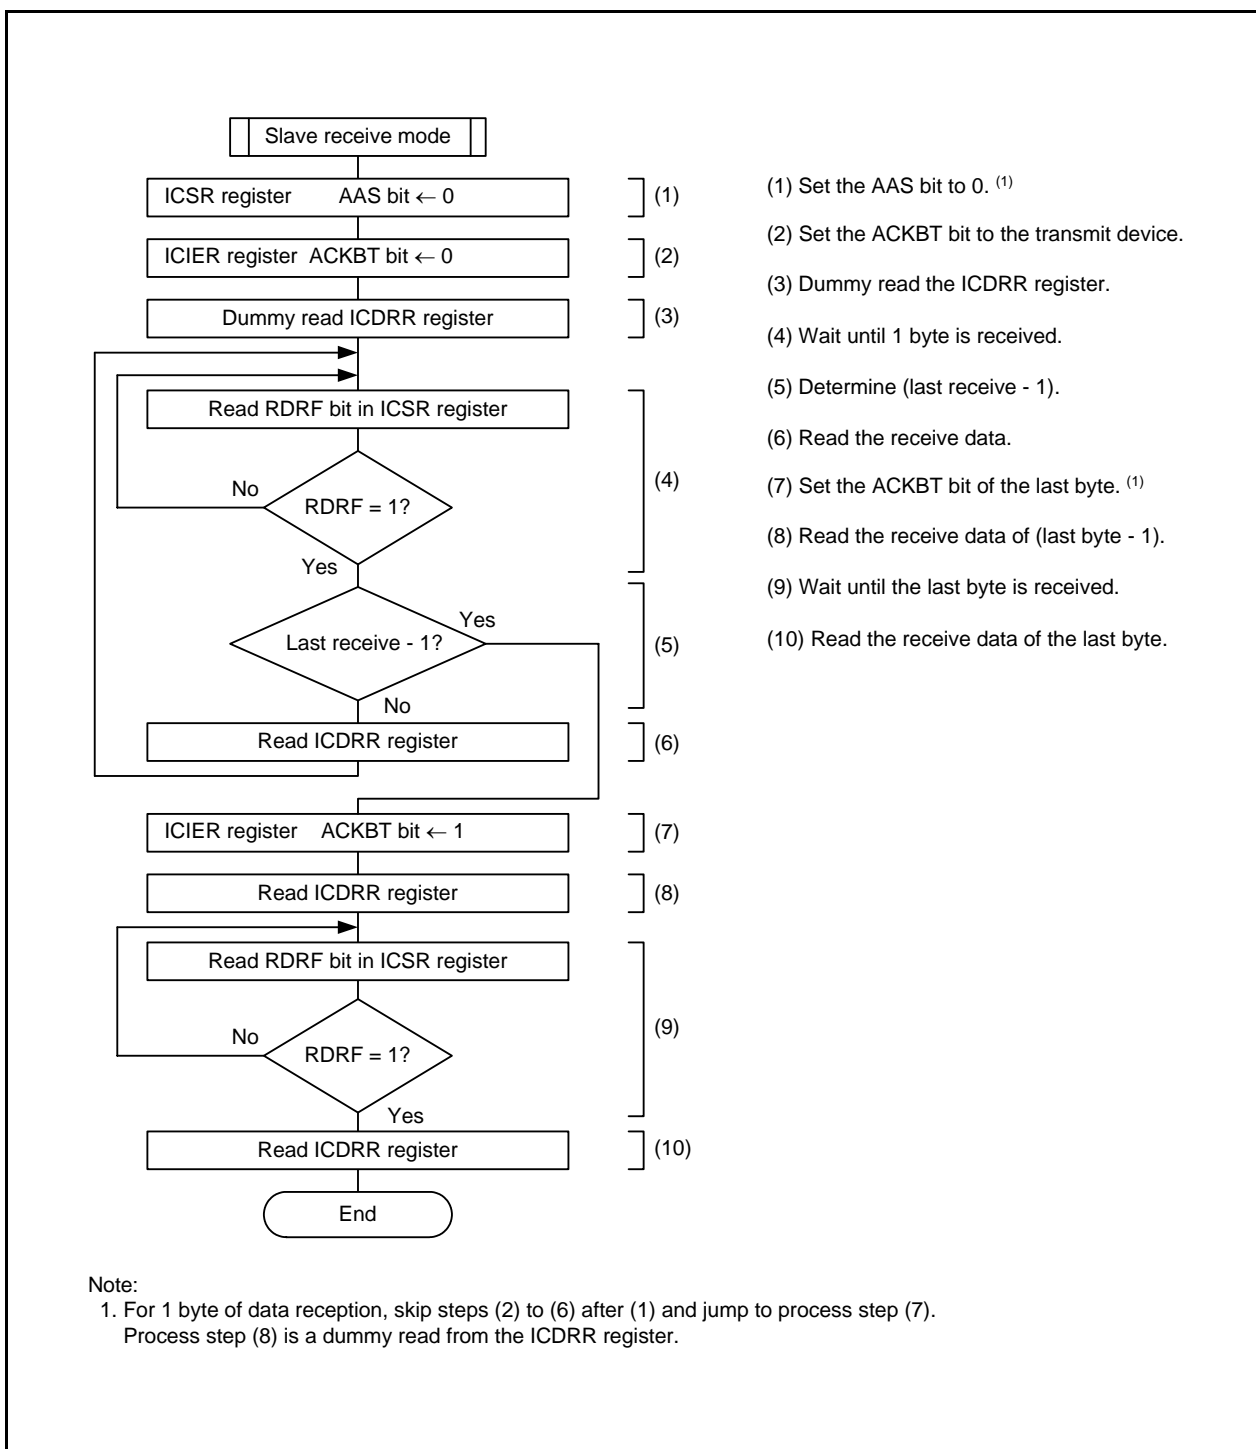 Slave receive mode
ICSR register AAS bit ← 0
(1)
ICIER register ACKBT bit ← 0
(2)
Dummy read ICDRR register
(3)
Read RDRF bit in ICSR register
(4)
No
RDRF = 1?
Yes
Yes
Last receive - 1?
(5)
No
Read ICDRR register
(6)
ICIER register ACKBT bit ← 1
(7)
Read ICDRR register
(8)
Read RDRF bit in ICSR register
(9)
No
RDRF = 1?
Yes
Read ICDRR register
(10)
End
(1) Set the AAS bit to 0. (1)
(2) Set the ACKBT bit to the transmit device.
(3) Dummy read the ICDRR register.
(4) Wait until 1 byte is received.
(5) Determine (last receive - 1).
(6) Read the receive data.
(7) Set the ACKBT bit of the last byte. (1)
(8) Read the receive data of (last byte - 1).
(9) Wait until the last byte is received.
(10) Read the receive data of the last byte.
Note:
1. For 1 byte of data reception, skip steps (2) to (6) after (1) and jump to process step (7).
Process step (8) is a dummy read from the ICDRR register.